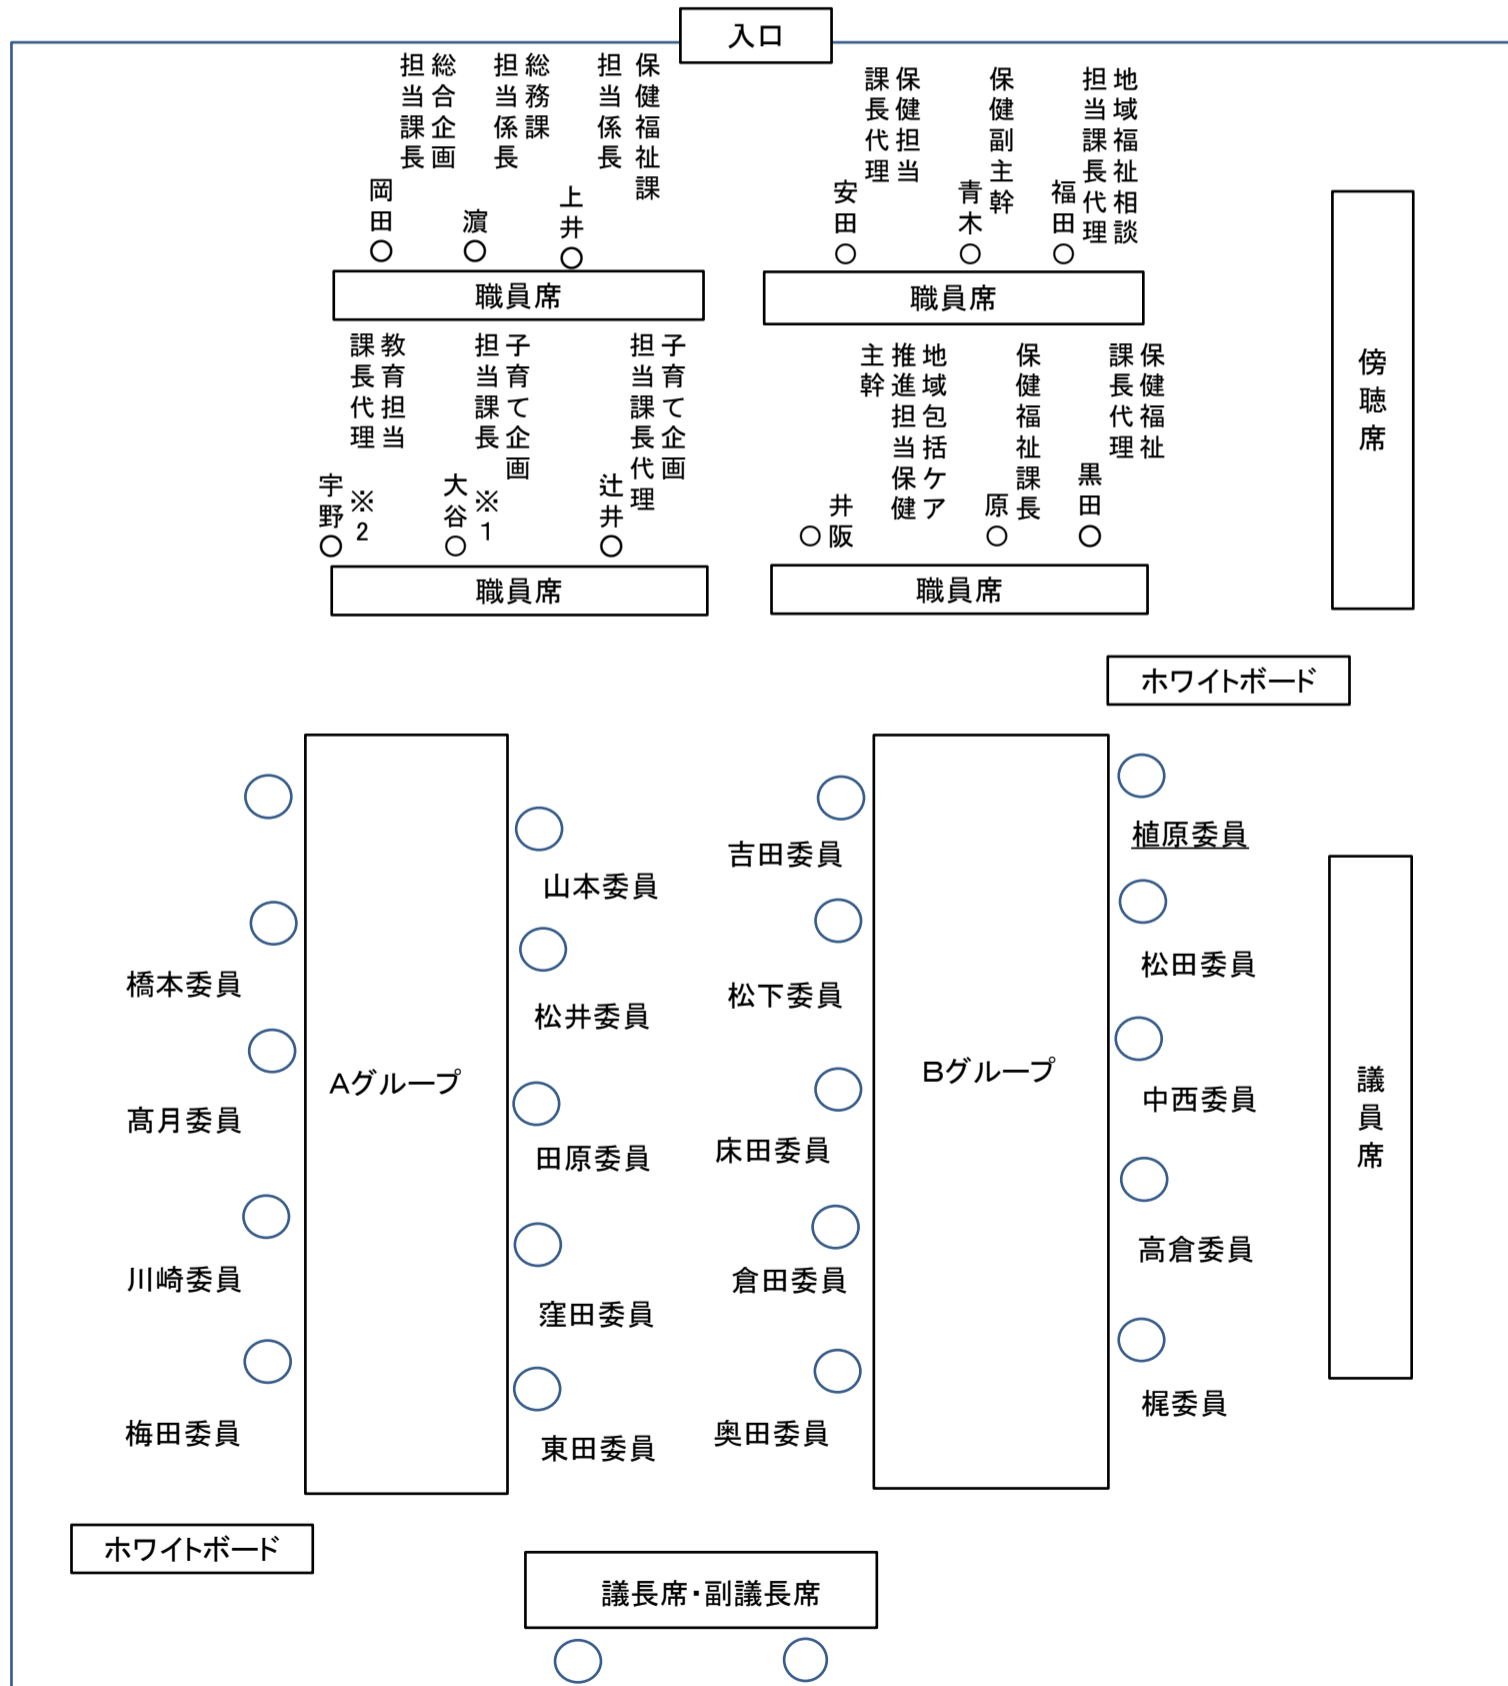 入口
総合企画
担当課長
岡田
総務課
担当係長
濵
保健福祉課
担当係長
上井
保健担当
課長代理
安田
保健副主幹
青木
地域福祉相談
担当課長代理
福田
職員席
職員席
教育担当
課長代理
※2
宇野
子育て企画
担当課長
※1
大谷
子育て企画
担当課長代理
辻井
地域包括ケア
推進担当保健
主幹
井阪
保健福祉課長
原
保健福祉
課長代理
黒田
職員席
職員席
傍聴席
ホワイトボード
植原委員
吉田委員
山本委員
松田委員
橋本委員
松下委員
松井委員
Aグループ
Bグループ
中西委員
議員席
髙月委員
田原委員
床田委員
高倉委員
川崎委員
倉田委員
窪田委員
梶委員
梅田委員
東田委員
奥田委員
ホワイトボード
議長席・副議長席